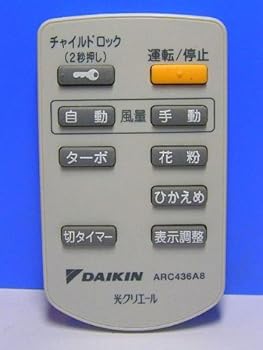 チャイルドロック
(2秒押し)
運転/停止
自動 風量 手動
ターボ 花粉
ひかえめ
切タイマー 表示調整
DAIKIN ARC436A8
光クリエール